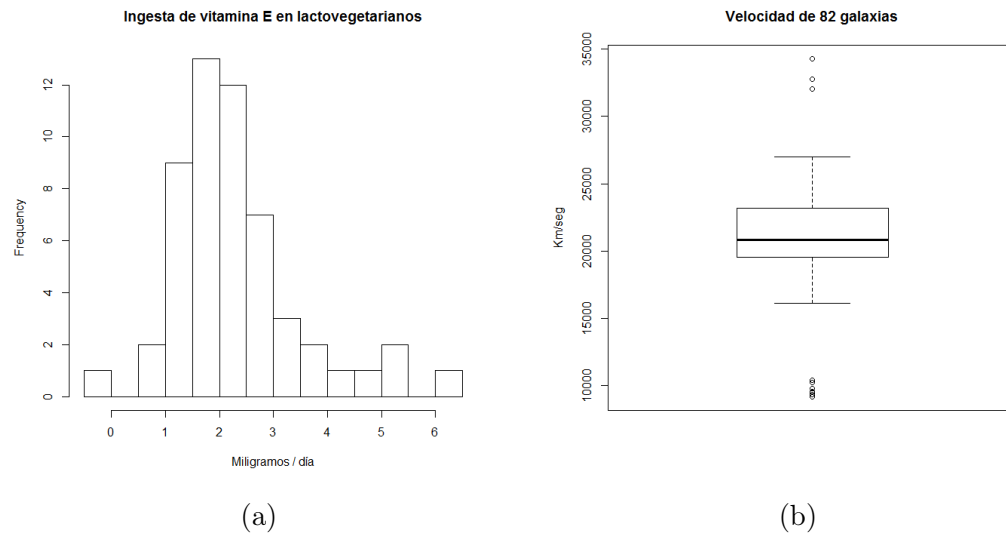 Ingesta de vitamina E en lactovegetarianos
Frequency
12
10
8
6
4
2
0
0 1 2 3 4 5 6
Miligramos / día
(a)
Velocidad de 82 galaxias
Km/seg
35000
30000
25000
20000
15000
10000
(b)